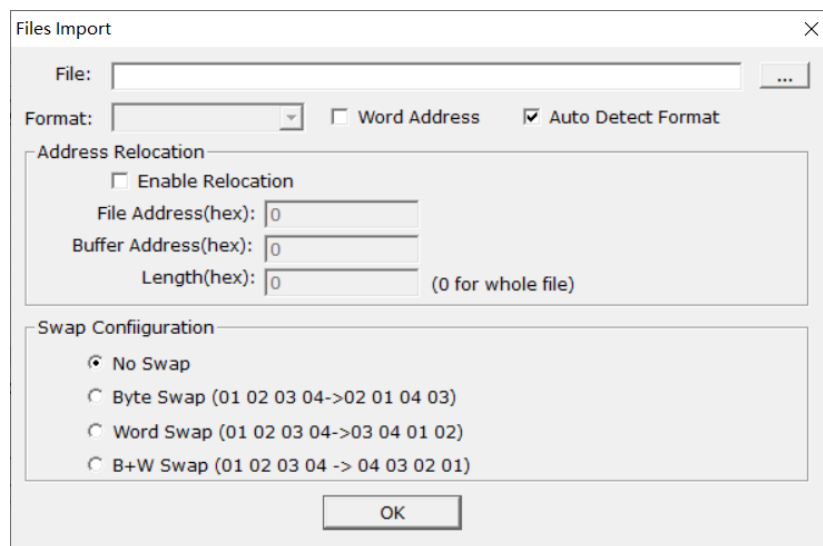 Files Import
File:
...
Format:
Word Address
Auto Detect Format
Address Relocation
Enable Relocation
File Address(hex): 0
Buffer Address(hex): 0
Length(hex): 0 (0 for whole file)
Swap Confiiguration
No Swap
Byte Swap (01 02 03 04->02 01 04 03)
Word Swap (01 02 03 04->03 04 01 02)
B+W Swap (01 02 03 04 -> 04 03 02 01)
OK